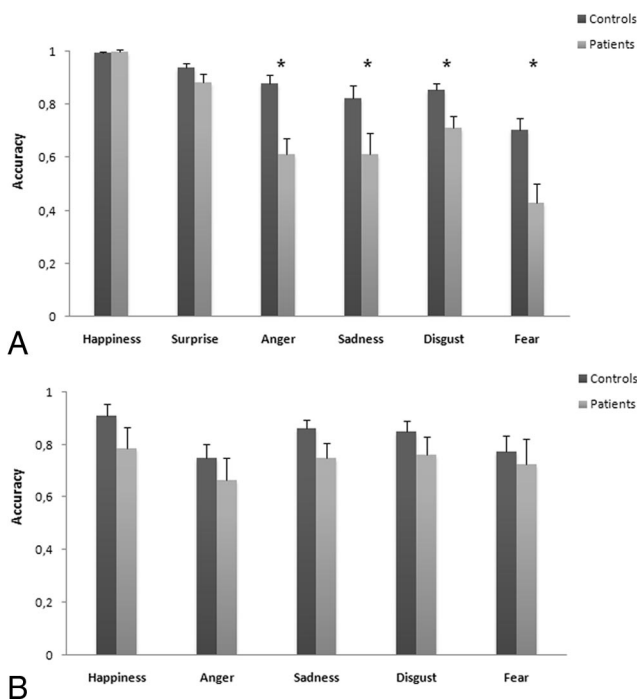 Controls
Patients
1
* * * *
0,8
0,6
0,4
0,2
0
Accuracy
Happiness Surprise Anger Sadness Disgust Fear
A
Controls
Patients
1
0,8
0,6
0,4
0,2
0
Accuracy
Happiness Anger Sadness Disgust Fear
B